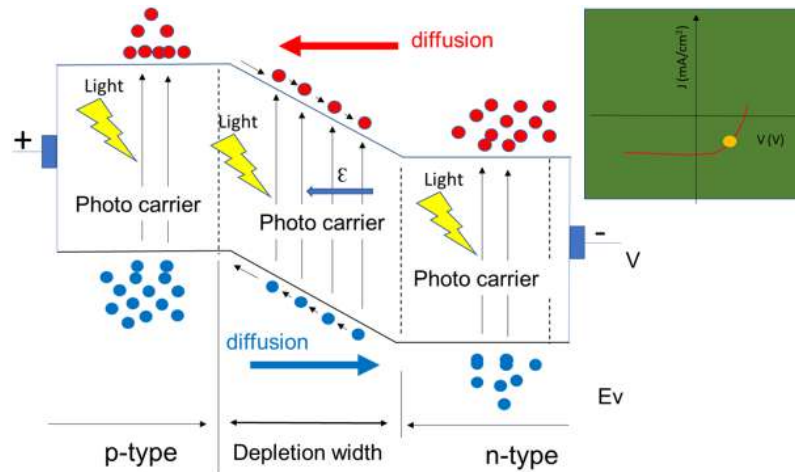 diffusion
J (mA/cm²)
V (V)
Light
Light
Light
+
ε
Photo carrier
Photo carrier
Photo carrier
-
V
diffusion
Ev
p-type
Depletion width
n-type